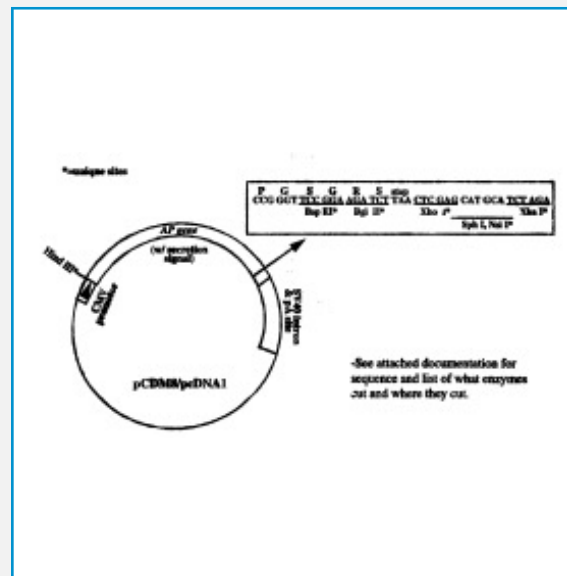 *=unique sites
P G S G R S stop
CCG GGT TCC GGA AGA TCT TAA CTC GAG CAT GCA TCT AGA
Bsp EI* Bgl II* Xho I* Xba I*
Sph I, Nsi I*
Hind III*
AP gene
(w/ secretion
signal)
CMV
promoter
SV40 intron
& pA site
pCDM8/pcDNA1
-See attached documentation for
sequence and list of what enzymes
cut and where they cut.